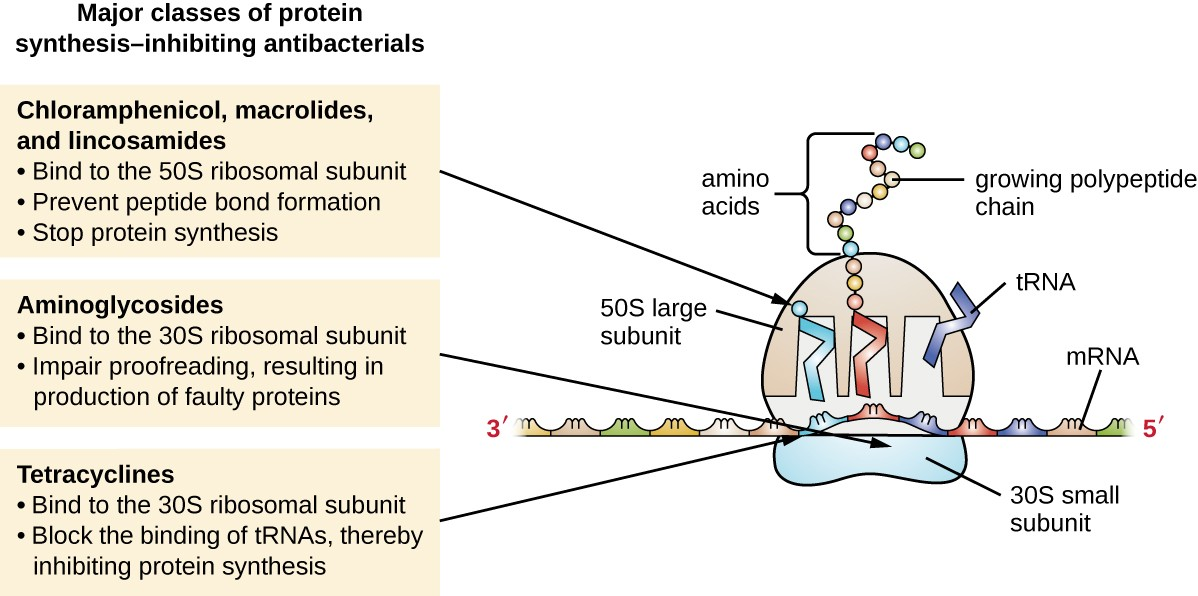 Major classes of protein
synthesis–inhibiting antibacterials
Chloramphenicol, macrolides,
and lincosamides
• Bind to the 50S ribosomal subunit
• Prevent peptide bond formation
• Stop protein synthesis
Aminoglycosides
• Bind to the 30S ribosomal subunit
• Impair proofreading, resulting in
production of faulty proteins
Tetracyclines
• Bind to the 30S ribosomal subunit
• Block the binding of tRNAs, thereby
inhibiting protein synthesis
amino
acids
growing polypeptide
chain
50S large
subunit
tRNA
mRNA
3′
5′
30S small
subunit